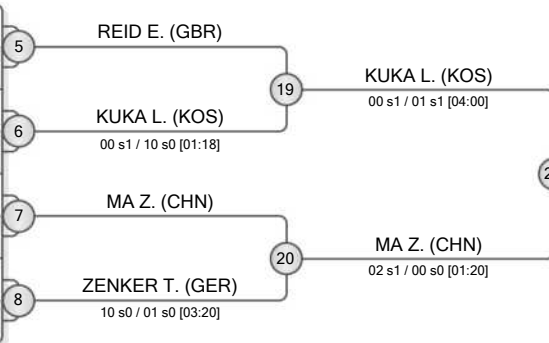 5
REID E. (GBR)
19
KUKA L. (KOS)
00 s1 / 01 s1 [04:00]
6
KUKA L. (KOS)
00 s1 / 10 s0 [01:18]
7
MA Z. (CHN)
20
MA Z. (CHN)
02 s1 / 00 s0 [01:20]
8
ZENKER T. (GER)
10 s0 / 01 s0 [03:20]